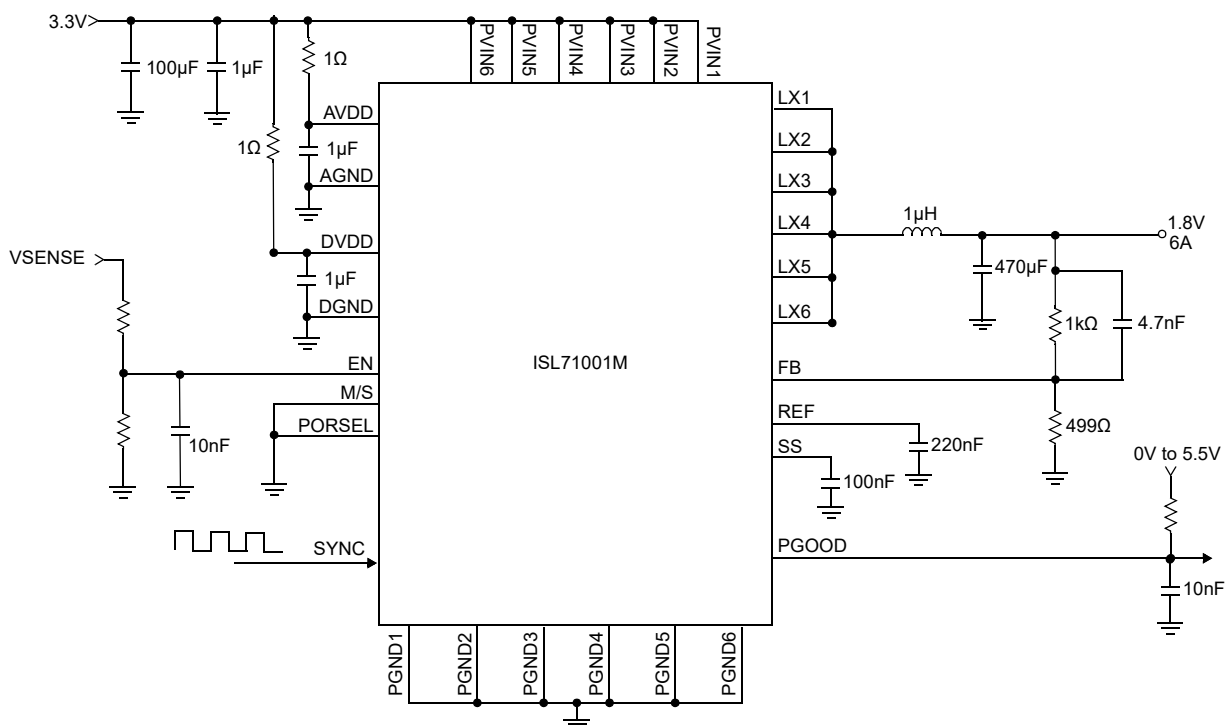 3.3V
100µF
1µF
1Ω
1Ω
PVIN6
PVIN5
PVIN4
PVIN3
PVIN2
PVIN1
AVDD
1µF
AGND
DVDD
1µF
DGND
VSENSE
EN
M/S
PORSEL
10nF
SYNC
ISL71001M
LX1
LX2
LX3
LX4
LX5
LX6
1µH
1.8V
6A
470µF
1kΩ
4.7nF
FB
REF
220nF
499Ω
SS
100nF
0V to 5.5V
PGOOD
10nF
PGND1
PGND2
PGND3
PGND4
PGND5
PGND6